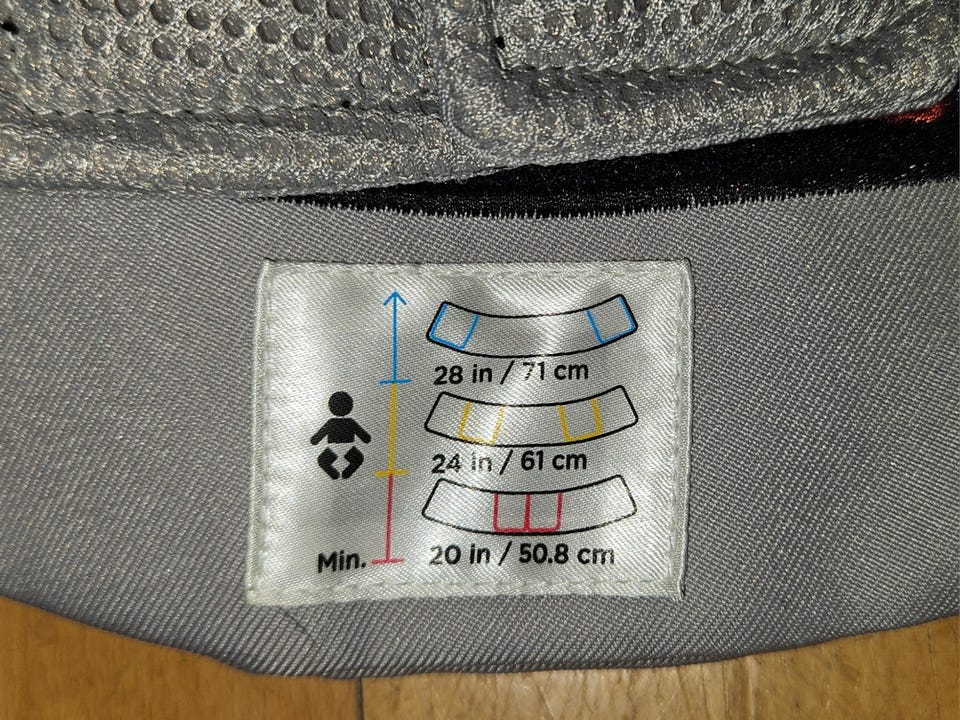 28 in / 71 cm
24 in / 61 cm
Min.
20 in / 50.8 cm